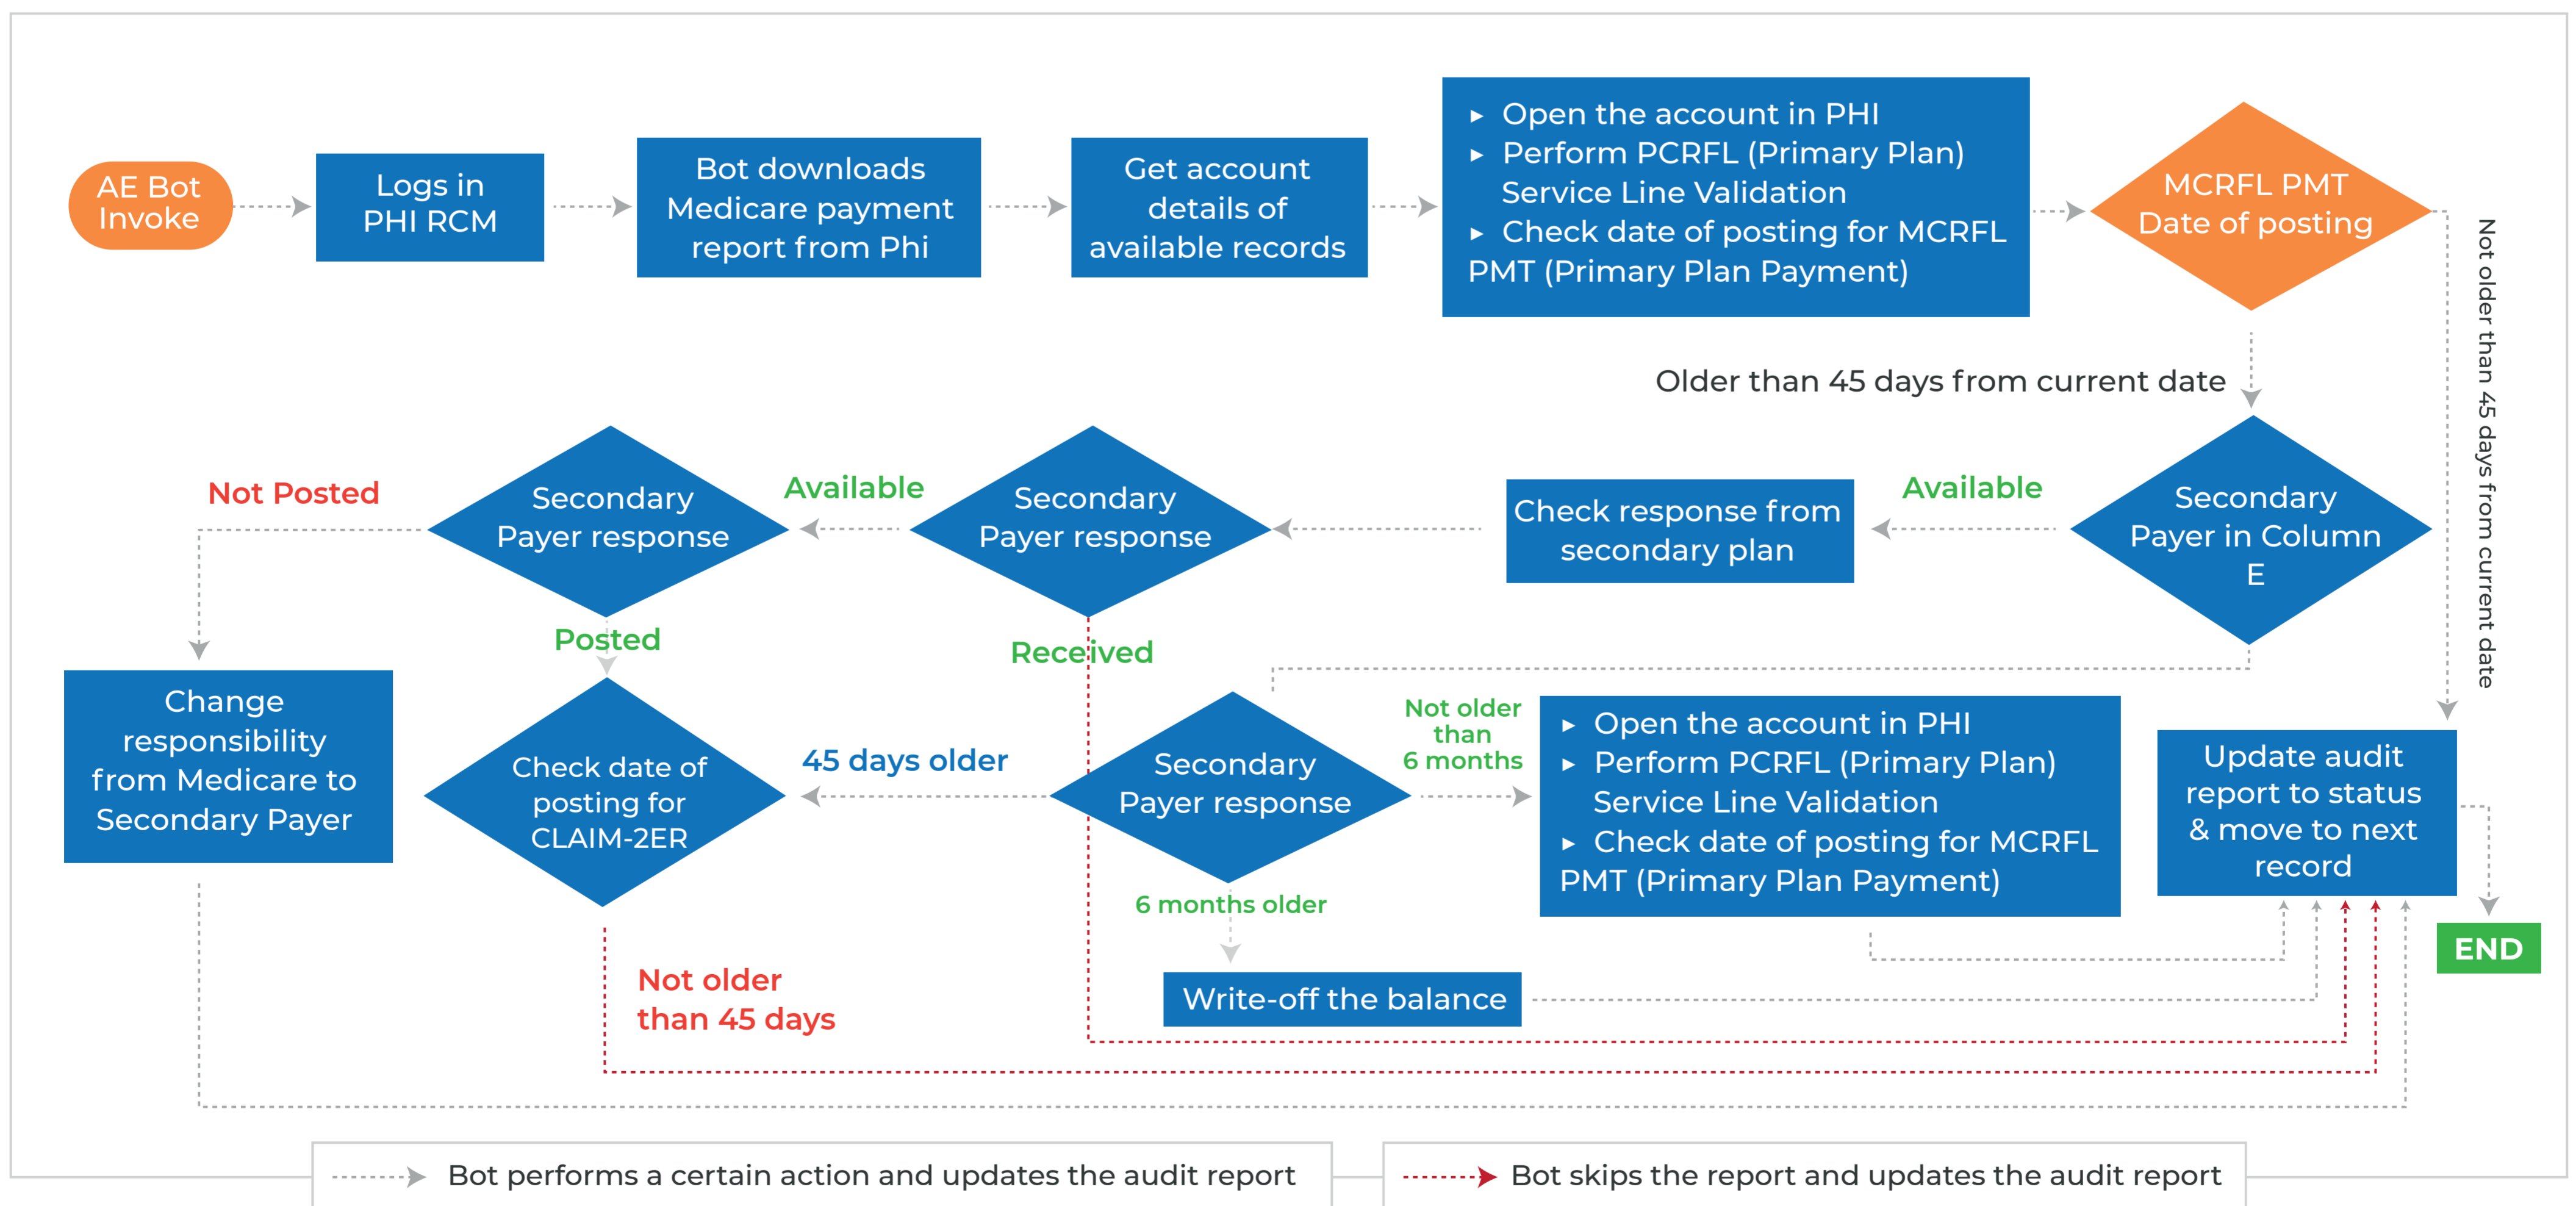 AE Bot
Invoke
Logs in
PHI RCM
Bot downloads
Medicare payment
report from Phi
Get account
details of
available records
▸ Open the account in PHI
▸ Perform PCRFL (Primary Plan)
Service Line Validation
▸ Check date of posting for MCRFL
PMT (Primary Plan Payment)
MCRFL PMT
Date of posting
Not older than 45 days from current date
Older than 45 days from current date
Secondary
Payer in Column
E
Available
Check response from
secondary plan
Secondary
Payer response
Available
Secondary
Payer response
Not Posted
Posted
Received
Change
responsibility
from Medicare to
Secondary Payer
Check date of
posting for
CLAIM-2ER
45 days older
Secondary
Payer response
Not older
than
6 months
▸ Open the account in PHI
▸ Perform PCRFL (Primary Plan)
Service Line Validation
▸ Check date of posting for MCRFL
PMT (Primary Plan Payment)
Update audit
report to status
& move to next
record
6 months older
END
Not older
than 45 days
Write-off the balance
Bot performs a certain action and updates the audit report
Bot skips the report and updates the audit report